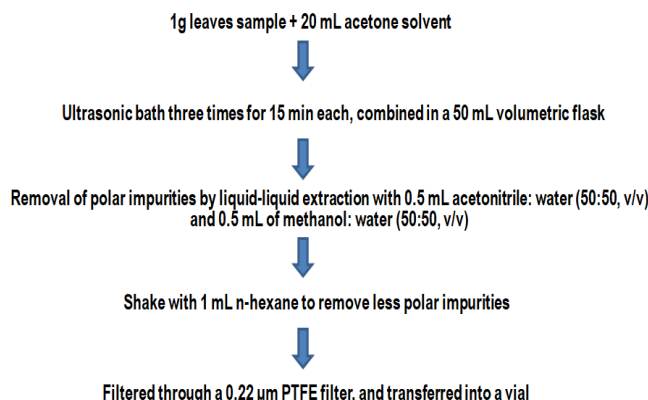 1g leaves sample + 20 mL acetone solvent
Ultrasonic bath three times for 15 min each, combined in a 50 mL volumetric flask
Removal of polar impurities by liquid-liquid extraction with 0.5 mL acetonitrile: water (50:50, v/v)
and 0.5 mL of methanol: water (50:50, v/v)
Shake with 1 mL n-hexane to remove less polar impurities
Filtered through a 0.22 µm PTFE filter, and transferred into a vial